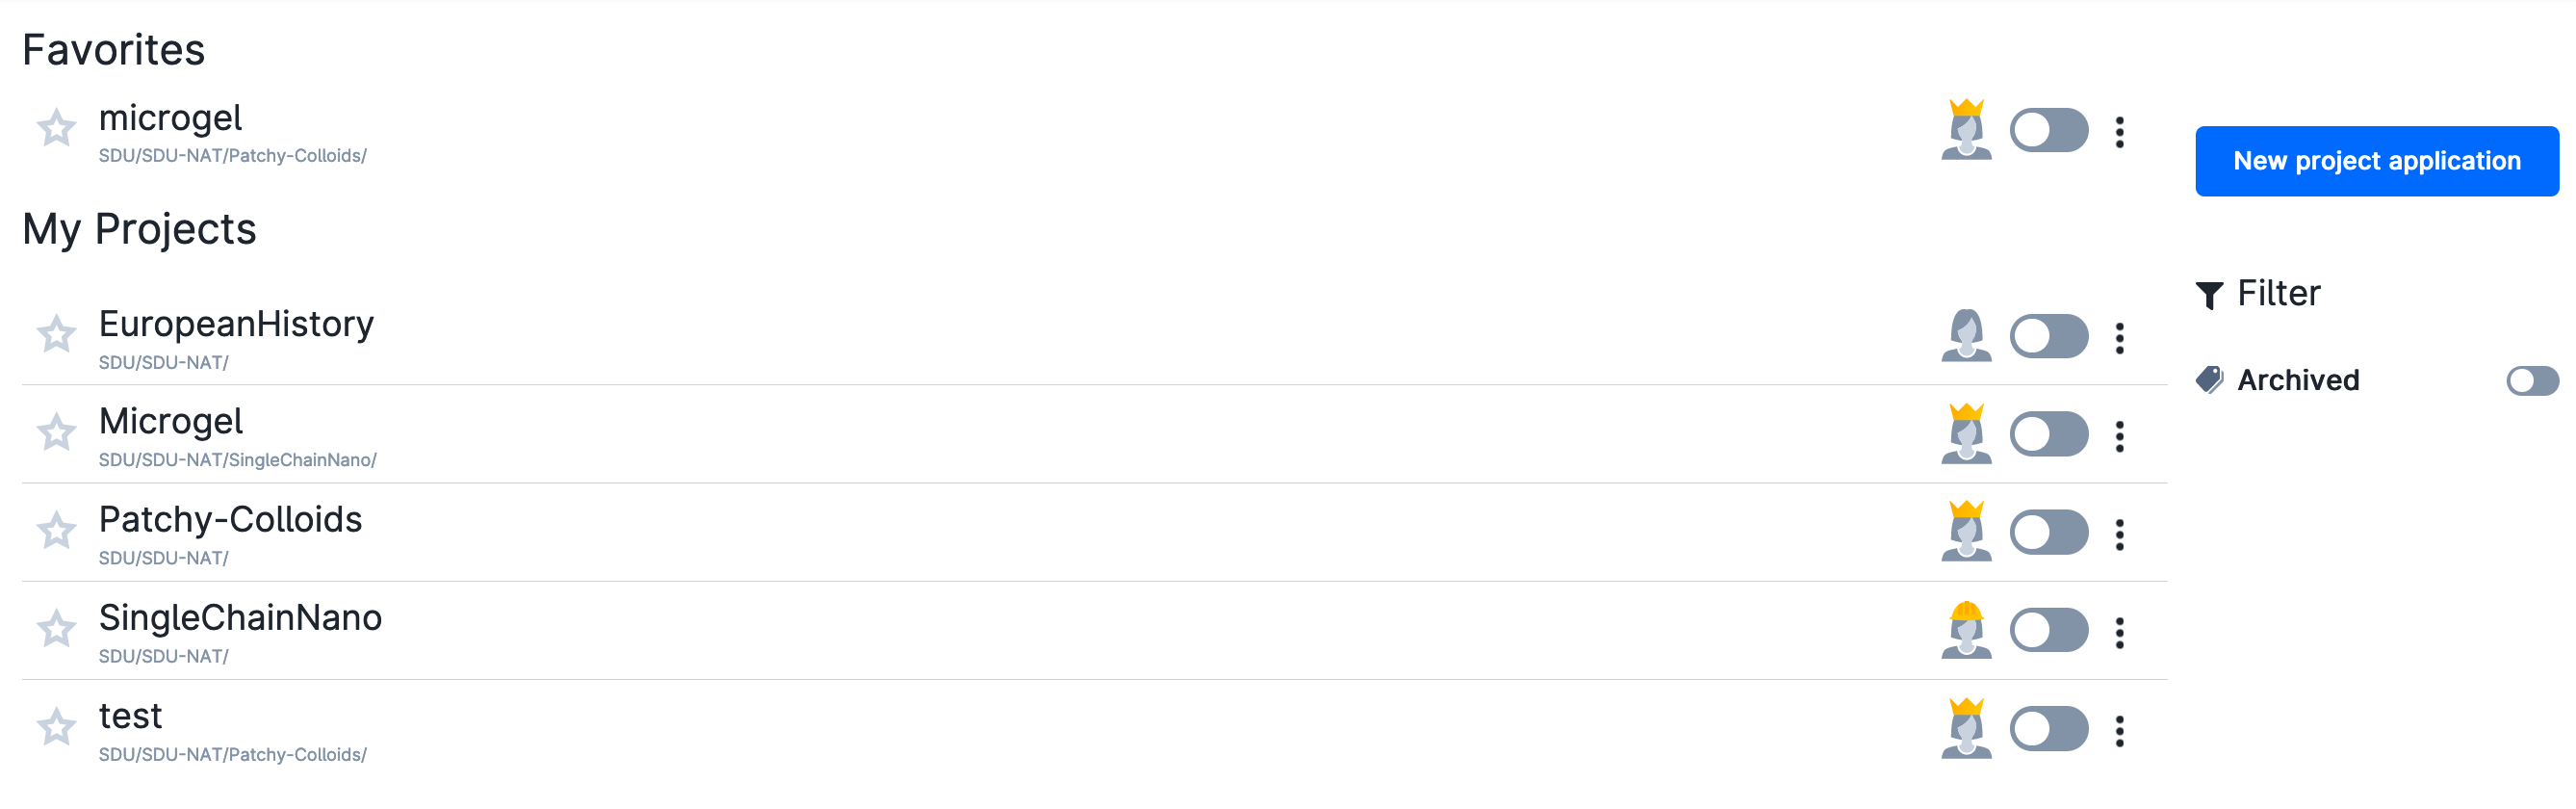 Favorites
microgel
SDU/SDU-NAT/Patchy-Colloids/
New project application
My Projects
Filter
Archived
EuropeanHistory
SDU/SDU-NAT/
Microgel
SDU/SDU-NAT/SingleChainNano/
Patchy-Colloids
SDU/SDU-NAT/
SingleChainNano
SDU/SDU-NAT/
test
SDU/SDU-NAT/Patchy-Colloids/